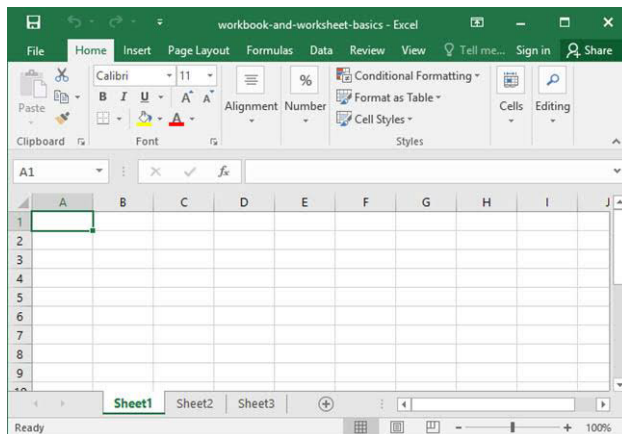 workbook-and-worksheet-basics - Excel
File Home Insert Page Layout Formulas Data Review View Tell me... Sign in Share
Calibri 11 % Conditional Formatting
Paste B I U A A Alignment Number Format as Table Cells Editing
A Cell Styles
Clipboard Font Styles
A1 fx
A B C D E F G H I J
1
2
3
4
5
6
7
8
9
10
Sheet1 Sheet2 Sheet3
Ready 100%